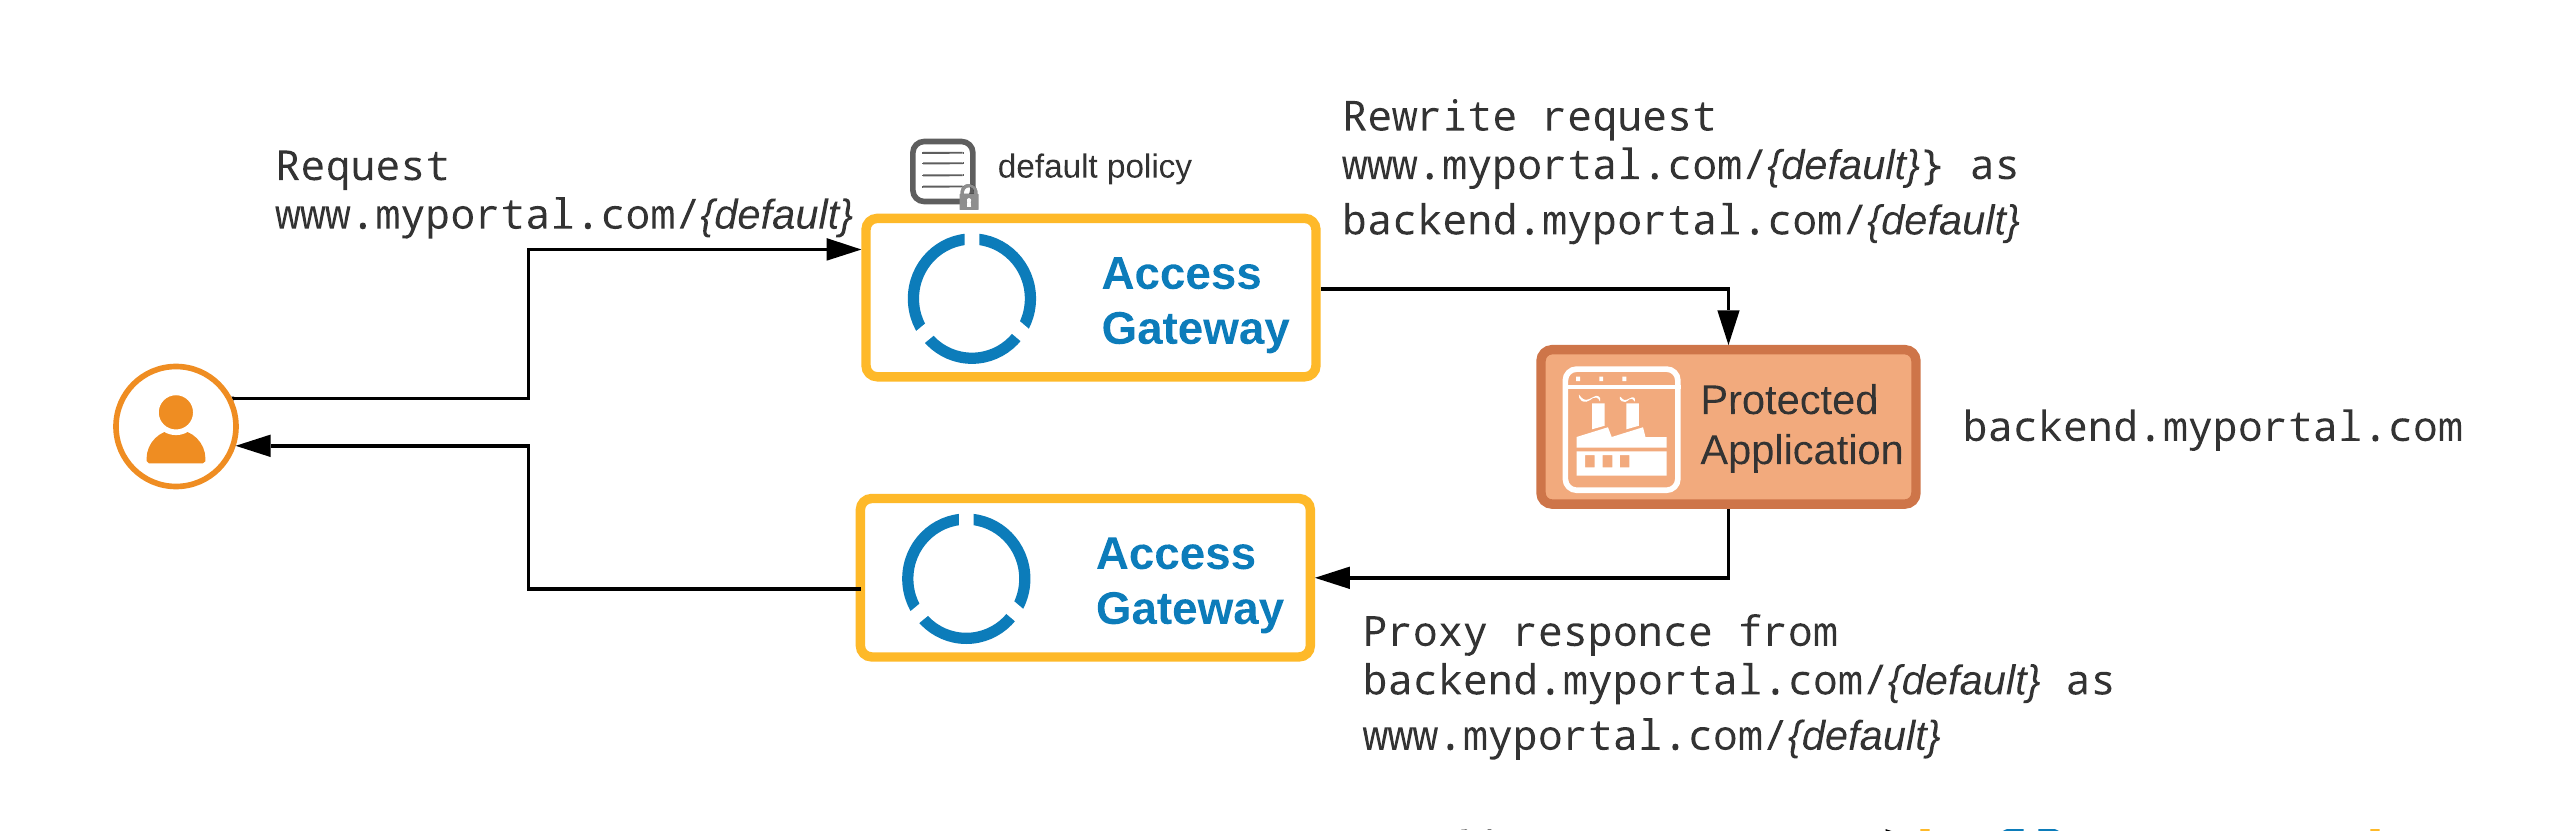 Request
www.myportal.com/{default}
default policy
Access
Gateway
Rewrite request
www.myportal.com/{default}} as
backend.myportal.com/{default}
Protected
Application
backend.myportal.com
Access
Gateway
Proxy responce from
backend.myportal.com/{default} as
www.myportal.com/{default}